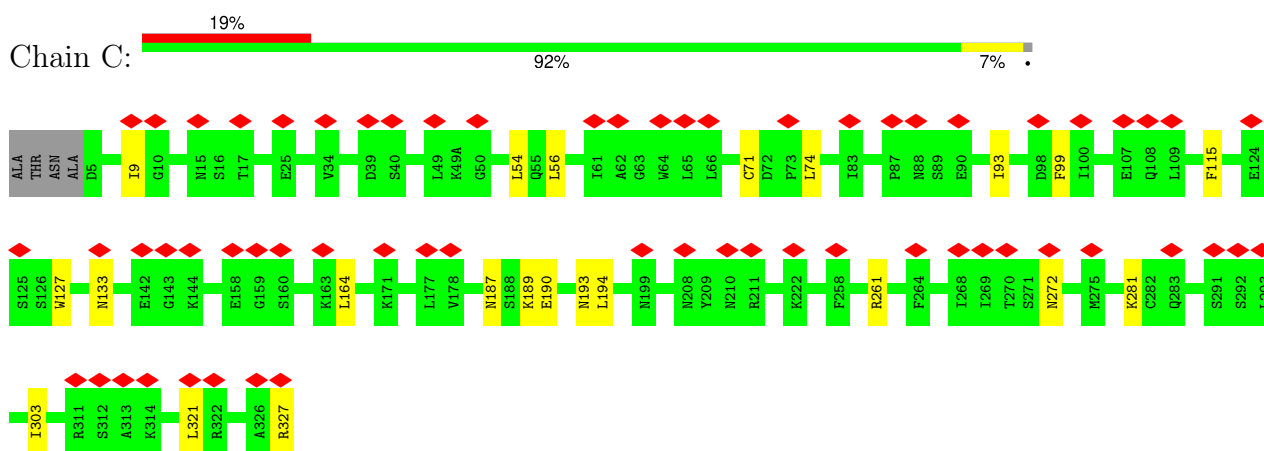 19%
Chain C:
92% 7% •
ALA THR ASN ALA D5 I9 G10 N15 S16 T17 E25 V34 D39 S40 L49 K49A G50 L54 Q55 L56 I61 A62 G63 W64 L65 L66 C71 D72 P73 L74 I83 P87 N88 S89 E90 I93 D98 F99 I100 E107 Q108 L109 F115 E124
S125 S126 W127 N133 E142 G143 K144 E158 G159 S160 K163 L164 K171 L177 V178 N187 S188 K189 E190 N193 L194 N199 N208 Y209 N210 R211 K222 F258 R261 F264 I268 I269 T270 S271 N272 M275 K281 C282 Q283 S291 S292
I303 R311 S312 A313 K314 L321 R322 A326 R327